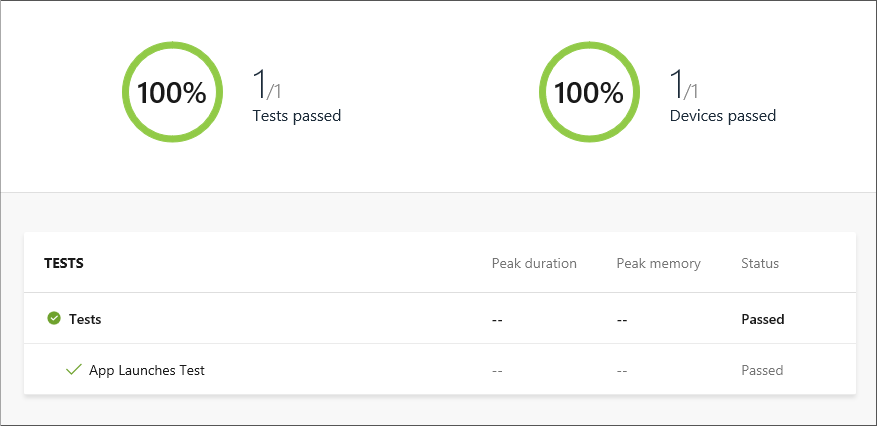 100%
1/1
Tests passed
100%
1/1
Devices passed
TESTS Peak duration Peak memory Status
Tests -- -- Passed
App Launches Test -- -- Passed